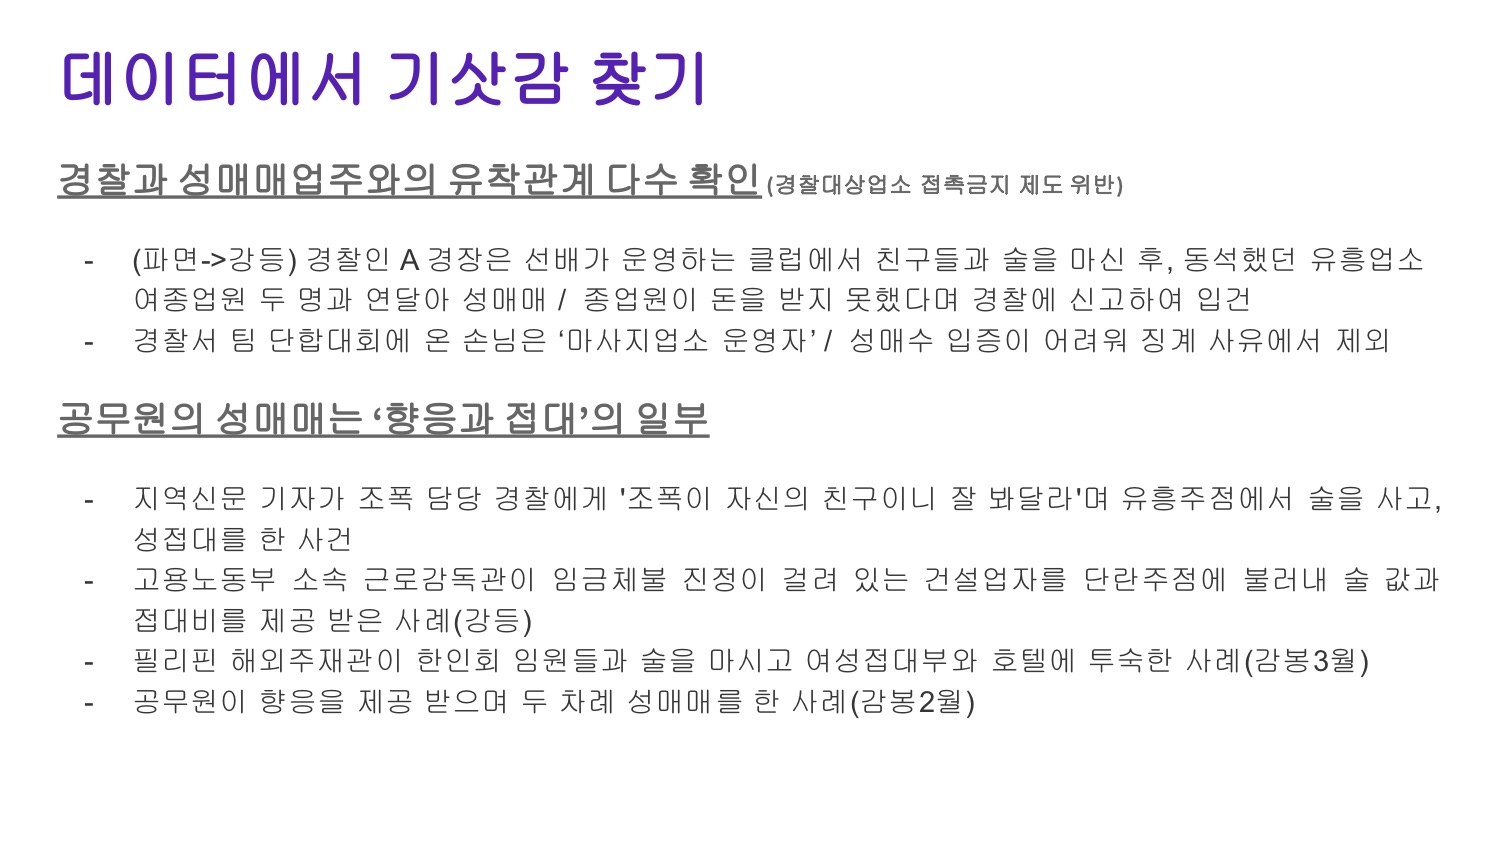 데이터에서 기삿감 찾기
경찰과 성매매업주와의 유착관계 다수 확인 (경찰대상업소 접촉금지 제도 위반)
- (파면->강등) 경찰인 A 경장은 선배가 운영하는 클럽에서 친구들과 술을 마신 후, 동석했던 유흥업소
여종업원 두 명과 연달아 성매매 / 종업원이 돈을 받지 못했다며 경찰에 신고하여 입건
- 경찰서 팀 단합대회에 온 손님은 ‘마사지업소 운영자’ / 성매수 입증이 어려워 징계 사유에서 제외
공무원의 성매매는 ‘향응과 접대’의 일부
- 지역신문 기자가 조폭 담당 경찰에게 '조폭이 자신의 친구이니 잘 봐달라'며 유흥주점에서 술을 사고,
성접대를 한 사건
- 고용노동부 소속 근로감독관이 임금체불 진정이 걸려 있는 건설업자를 단란주점에 불러내 술 값과
접대비를 제공 받은 사례(강등)
- 필리핀 해외주재관이 한인회 임원들과 술을 마시고 여성접대부와 호텔에 투숙한 사례(감봉3월)
- 공무원이 향응을 제공 받으며 두 차례 성매매를 한 사례(감봉2월)